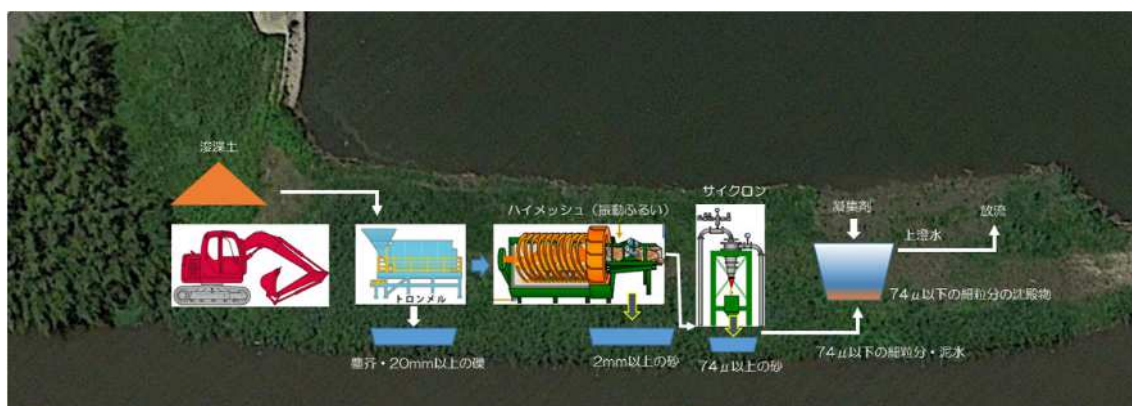 浚渫土
トロンメル
塵芥・20mm以上の礫
ハイメッシュ（振動ふるい）
2mm以上の砂
サイクロン
74μ以上の砂
凝集剤
上澄水
放流
74μ以下の細粒分の沈殿物
74μ以下の細粒分・泥水